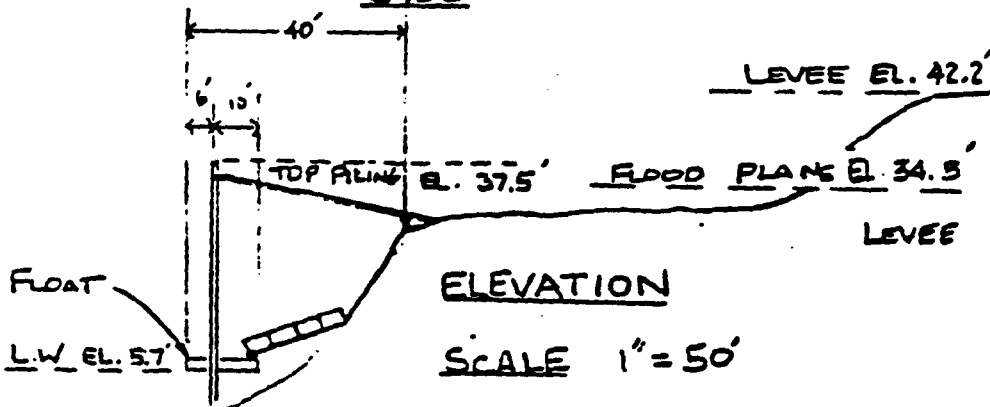 40'
LEVEE EL. 42.2'
6' 10'
TOP PILING EL. 37.5'
FLOOD PLANE EL. 34.3'
LEVEE
FLOAT
ELEVATION
L.W. EL. 5.7'
SCALE 1" = 50'